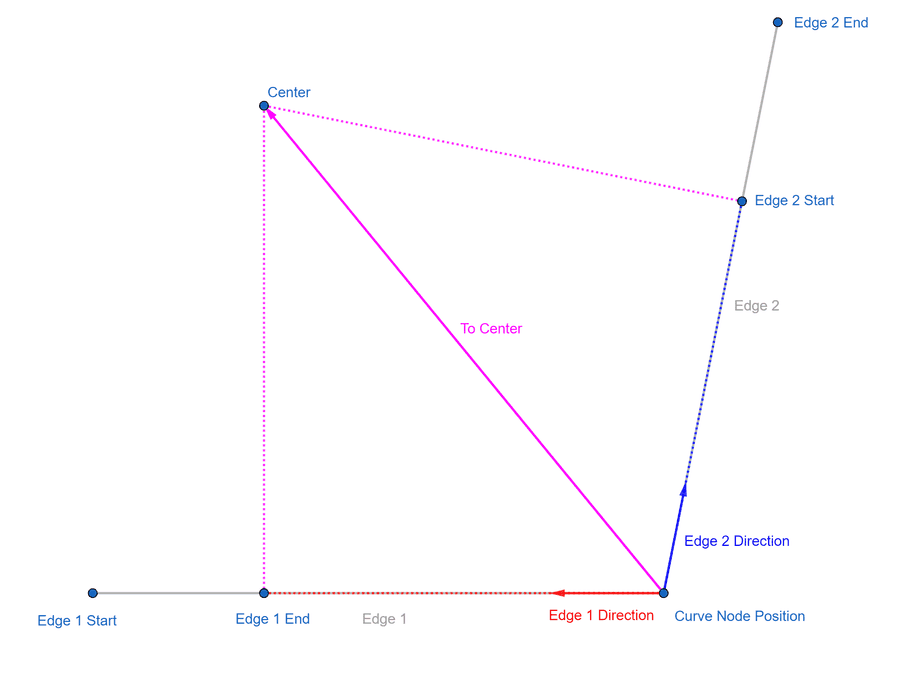 Edge 2 End
Center
Edge 2 Start
Edge 2
To Center
Edge 2 Direction
Edge 1 Start
Edge 1 End
Edge 1
Edge 1 Direction
Curve Node Position